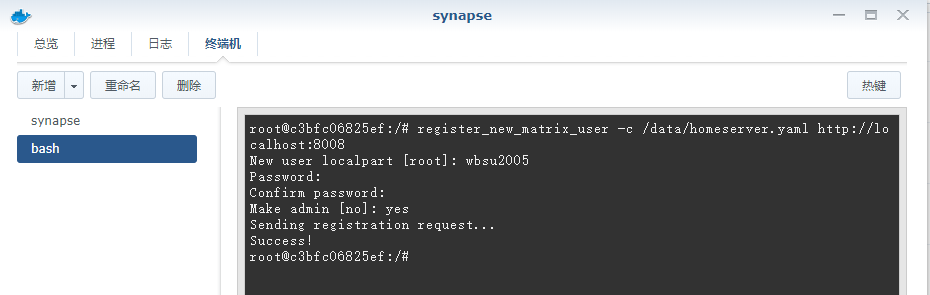 synapse
总览 进程 日志 终端机
新增 重命名 删除 热键
synapse
bash
root@c3bfc06825ef:/# register_new_matrix_user -c /data/homeserver.yaml http://lo
calhost:8008
New user localpart [root]: wbsu2005
Password:
Confirm password:
Make admin [no]: yes
Sending registration request...
Success!
root@c3bfc06825ef:/#